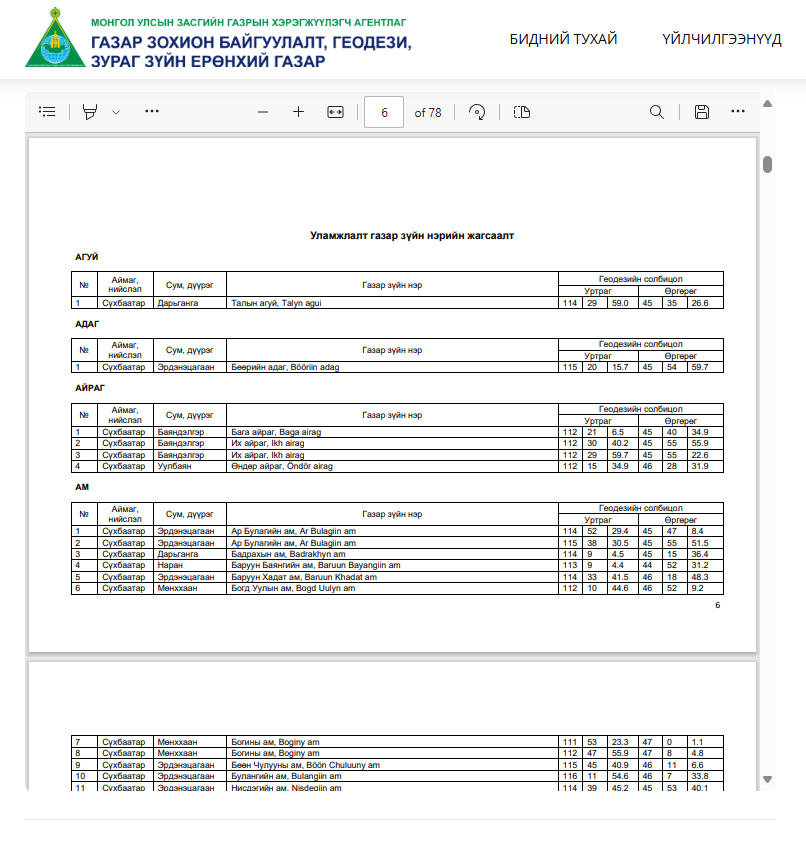 МОНГОЛ УЛСЫН ЗАСГИЙН ГАЗРЫН ХЭРЭГЖҮҮЛЭГЧ АГЕНТЛАГ
ГАЗАР ЗОХИОН БАЙГУУЛАЛТ, ГЕОДЕЗИ,
ЗУРАГ ЗҮЙН ЕРӨНХИЙ ГАЗАР
БИДНИЙ ТУХАЙ ҮЙЛЧИЛГЭЭНҮҮД
6 of 78
Уламжлалт газар зүйн нэрийн жагсаалт
АГУЙ
№ Аймаг, нийслэл Сум, дүүрэг Газар зүйн нэр Геодезийн солбицол
Уртраг Өргөрөг
1 Сүхбаатар Дарьганга Талын агуй, Talyn agui 114 29 59.0 45 35 26.6
АДАГ
№ Аймаг, нийслэл Сум, дүүрэг Газар зүйн нэр Геодезийн солбицол
Уртраг Өргөрөг
1 Сүхбаатар Эрдэнэцагаан Бөөрийн адаг, Bööriin adag 115 20 15.7 45 54 59.7
АЙРАГ
№ Аймаг, нийслэл Сум, дүүрэг Газар зүйн нэр Геодезийн солбицол
Уртраг Өргөрөг
1 Сүхбаатар Баяндэлгэр Бага айраг, Baga airag 112 21 6.5 45 40 34.9
2 Сүхбаатар Баяндэлгэр Их айраг, Ikh airag 112 30 40.2 45 55 55.9
3 Сүхбаатар Баяндэлгэр Их айраг, Ikh airag 112 29 59.7 45 55 22.6
4 Сүхбаатар Уулбаян Өндөр айраг, Öndör airag 112 15 34.9 46 28 31.9
АМ
№ Аймаг, нийслэл Сум, дүүрэг Газар зүйн нэр Геодезийн солбицол
Уртраг Өргөрөг
1 Сүхбаатар Эрдэнэцагаан Ар Булагийн ам, Ar Bulagiin am 114 52 29.4 45 47 8.4
2 Сүхбаатар Эрдэнэцагаан Ар Булагийн ам, Ar Bulagiin am 115 38 30.5 45 55 51.5
3 Сүхбаатар Дарьганга Бадрахын ам, Badrakhyn am 114 9 4.5 45 15 36.4
4 Сүхбаатар Наран Баруун Баянгийн ам, Baruun Bayangiin am 113 9 4.4 44 52 31.2
5 Сүхбаатар Эрдэнэцагаан Баруун Хадат ам, Baruun Khadat am 114 33 41.5 46 18 48.3
6 Сүхбаатар Мөнххаан Богд Уулын ам, Bogd Uulyn am 112 10 44.6 46 52 9.2
6
7 Сүхбаатар Мөнххаан Богины ам, Boginy am 111 53 23.3 47 0 1.1
8 Сүхбаатар Мөнххаан Богины ам, Boginy am 112 47 55.9 47 8 4.8
9 Сүхбаатар Эрдэнэцагаан Бөөн Чулууны ам, Böön Chuluuny am 115 45 40.9 46 11 6.6
10 Сүхбаатар Эрдэнэцагаан Булангийн ам, Bulangiin am 116 11 54.6 46 7 33.8
11 Сүхбаатар Эрдэнэцагаан Нисдэгийн ам, Nisdegiin am 114 39 45.2 45 53 40.1